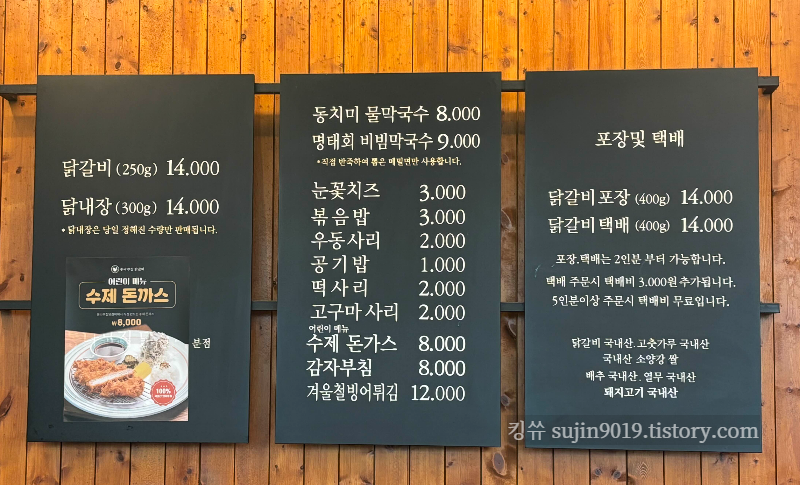 닭갈비 (250g) 14.000
닭내장 (300g) 14.000
* 닭내장은 당일 정해진 수량만 판매됩니다.
어린이 메뉴
수제 돈까스
₩8,000
100%
본점
동치미 물막국수 8.000
명태회 비빔막국수 9.000
* 직접 반죽하여 뽑은 메밀면만 사용합니다.
눈꽃치즈 3.000
볶음밥 3.000
우동사리 2.000
공기밥 1.000
떡사리 2.000
고구마사리 2.000
어린이 메뉴
수제 돈가스 8.000
감자부침 8.000
겨울철빙어튀김 12.000
포장및 택배
닭갈비 포장 (400g) 14.000
닭갈비 택배 (400g) 14.000
포장.택배는 2인분 부터 가능합니다.
택배 주문시 택배비 3.000원 추가됩니다.
5인분이상 주문시 택배비 무료입니다.
닭갈비 국내산.고춧가루 국내산
국내산 소양강 쌀
배추 국내산.열무 국내산
돼지고기 국내산
킹쓔 sujin9019.tistory.com